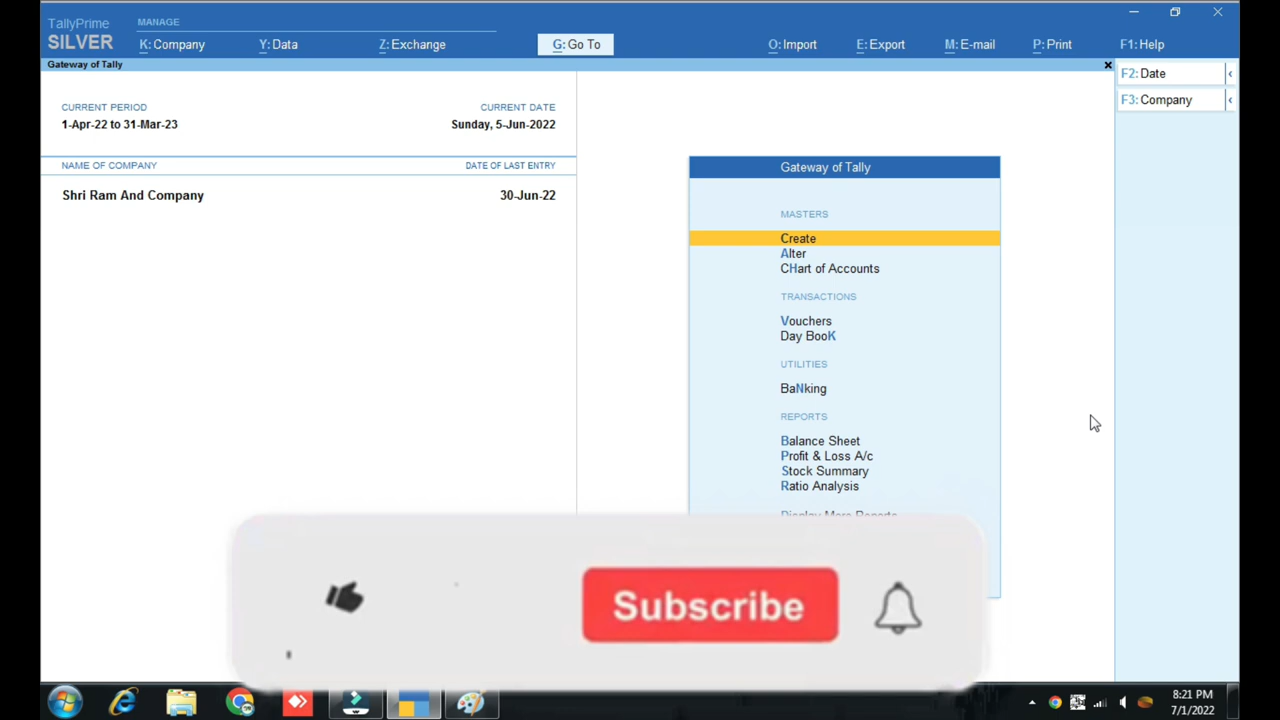 TallyPrime
SILVER
MANAGE
K: Company
Y: Data
Z: Exchange
G: Go To
O: Import
E: Export
M: E-mail
P: Print
F1: Help
Gateway of Tally
F2: Date
F3: Company
CURRENT PERIOD
CURRENT DATE
1-Apr-22 to 31-Mar-23
Sunday, 5-Jun-2022
NAME OF COMPANY
DATE OF LAST ENTRY
Shri Ram And Company
30-Jun-22
Gateway of Tally
MASTERS
Create
Alter
CHart of Accounts
TRANSACTIONS
Vouchers
Day BooK
UTILITIES
BaNking
REPORTS
Balance Sheet
Profit & Loss A/c
Stock Summary
Ratio Analysis
Display More Reports
Subscribe
8:21 PM
7/1/2022